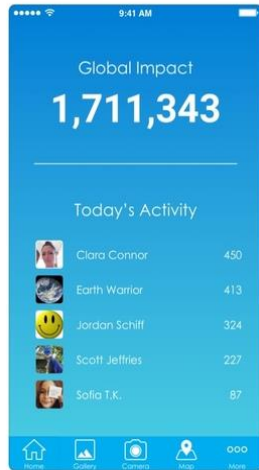 9:41 AM
Global Impact
1,711,343
Today's Activity
Clara Connor 450
Earth Warrior 413
Jordan Schiff 324
Scott Jeffries 227
Sofia T.K. 87
Home Gallery Camera Map More